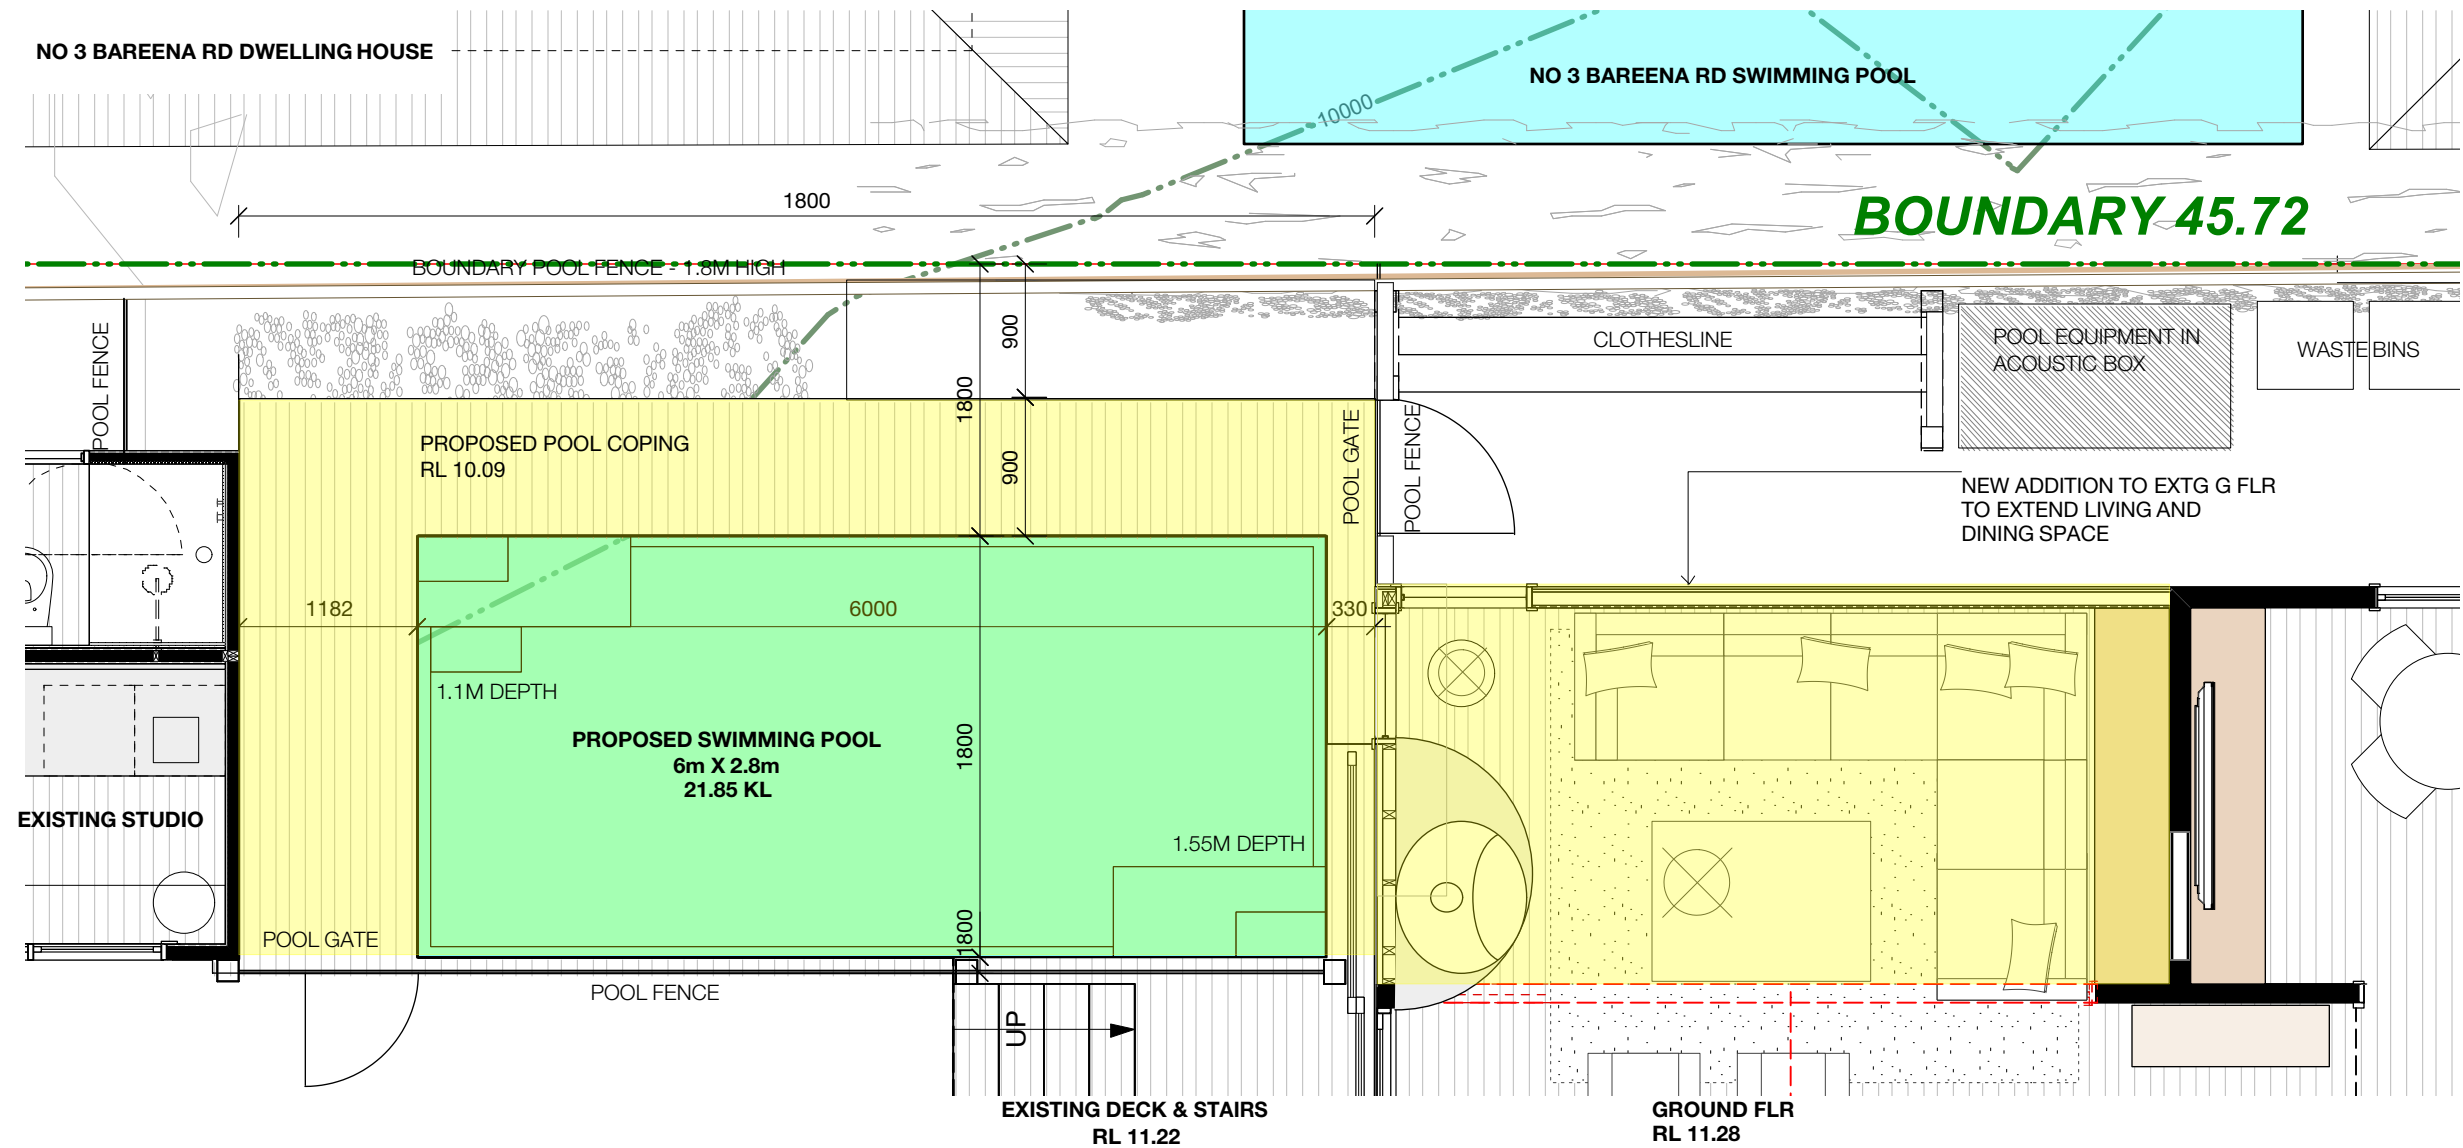 NO 3 BAREENA RD DWELLING HOUSE
NO 3 BAREENA RD SWIMMING POOL
10000
1800
BOUNDARY 45.72
BOUNDARY POOL FENCE - 1.8M HIGH
POOL FENCE
900
1800
900
CLOTHESLINE
POOL EQUIPMENT IN
ACOUSTIC BOX
WASTE BINS
PROPOSED POOL COPING
RL 10.09
POOL GATE
POOL FENCE
NEW ADDITION TO EXTG G FLR
TO EXTEND LIVING AND
DINING SPACE
1182
6000
330
1.1M DEPTH
PROPOSED SWIMMING POOL
6m X 2.8m
21.85 KL
1800
EXISTING STUDIO
1.55M DEPTH
1800
POOL GATE
POOL FENCE
UP
EXISTING DECK & STAIRS
RL 11.22
GROUND FLR
RL 11.28